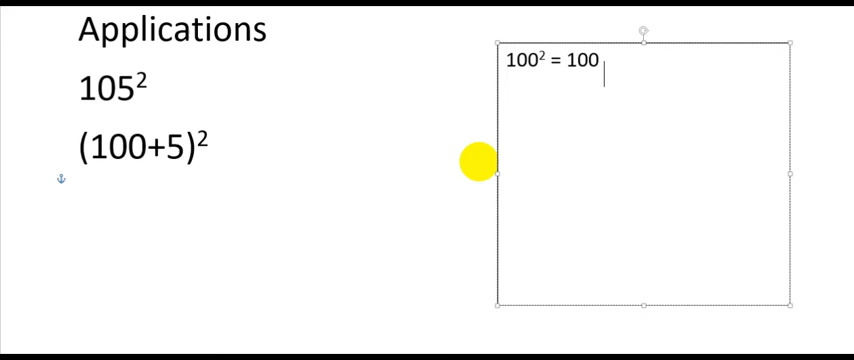 Applications
105²
(100+5)²
100² = 100